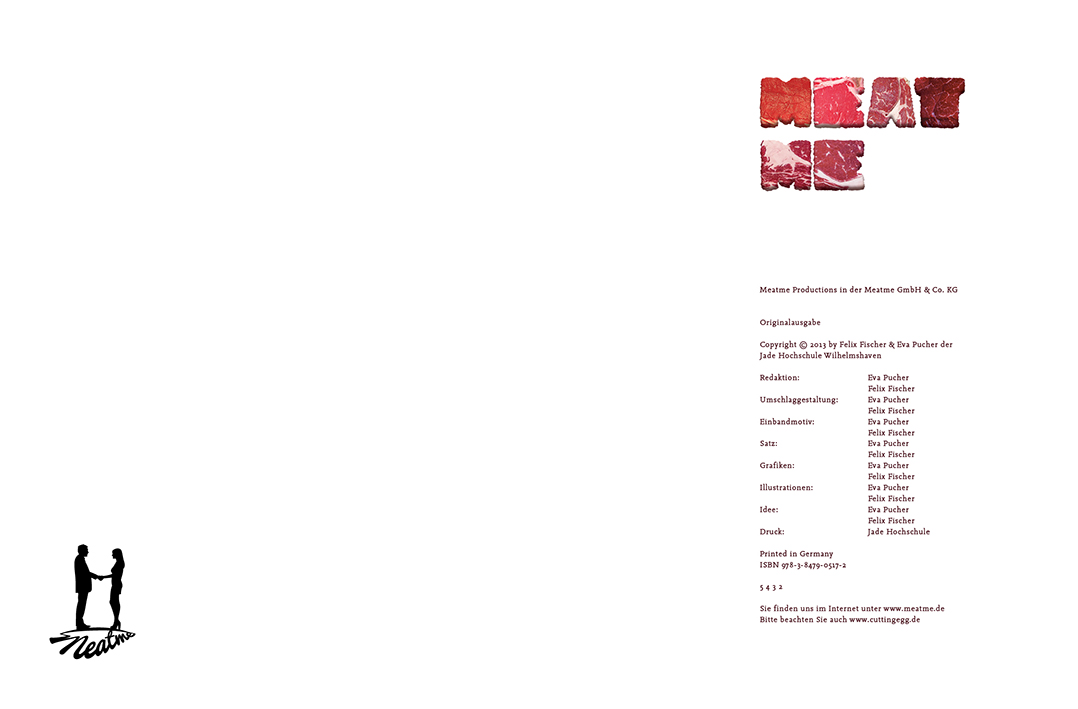 MEAT
ME
Meatme Productions in der Meatme GmbH & Co. KG
Originalausgabe
Copyright © 2013 by Felix Fischer & Eva Pucher der
Jade Hochschule Wilhelmshaven
Redaktion: Eva Pucher
Felix Fischer
Umschlaggestaltung: Eva Pucher
Felix Fischer
Einbandmotiv: Eva Pucher
Felix Fischer
Satz: Eva Pucher
Felix Fischer
Grafiken: Eva Pucher
Felix Fischer
Illustrationen: Eva Pucher
Felix Fischer
Idee: Eva Pucher
Felix Fischer
Druck: Jade Hochschule
Printed in Germany
ISBN 978-3-8479-0517-2
5 4 3 2
Sie finden uns im Internet unter www.meatme.de
Bitte beachten Sie auch www.cuttingegg.de
Neatme